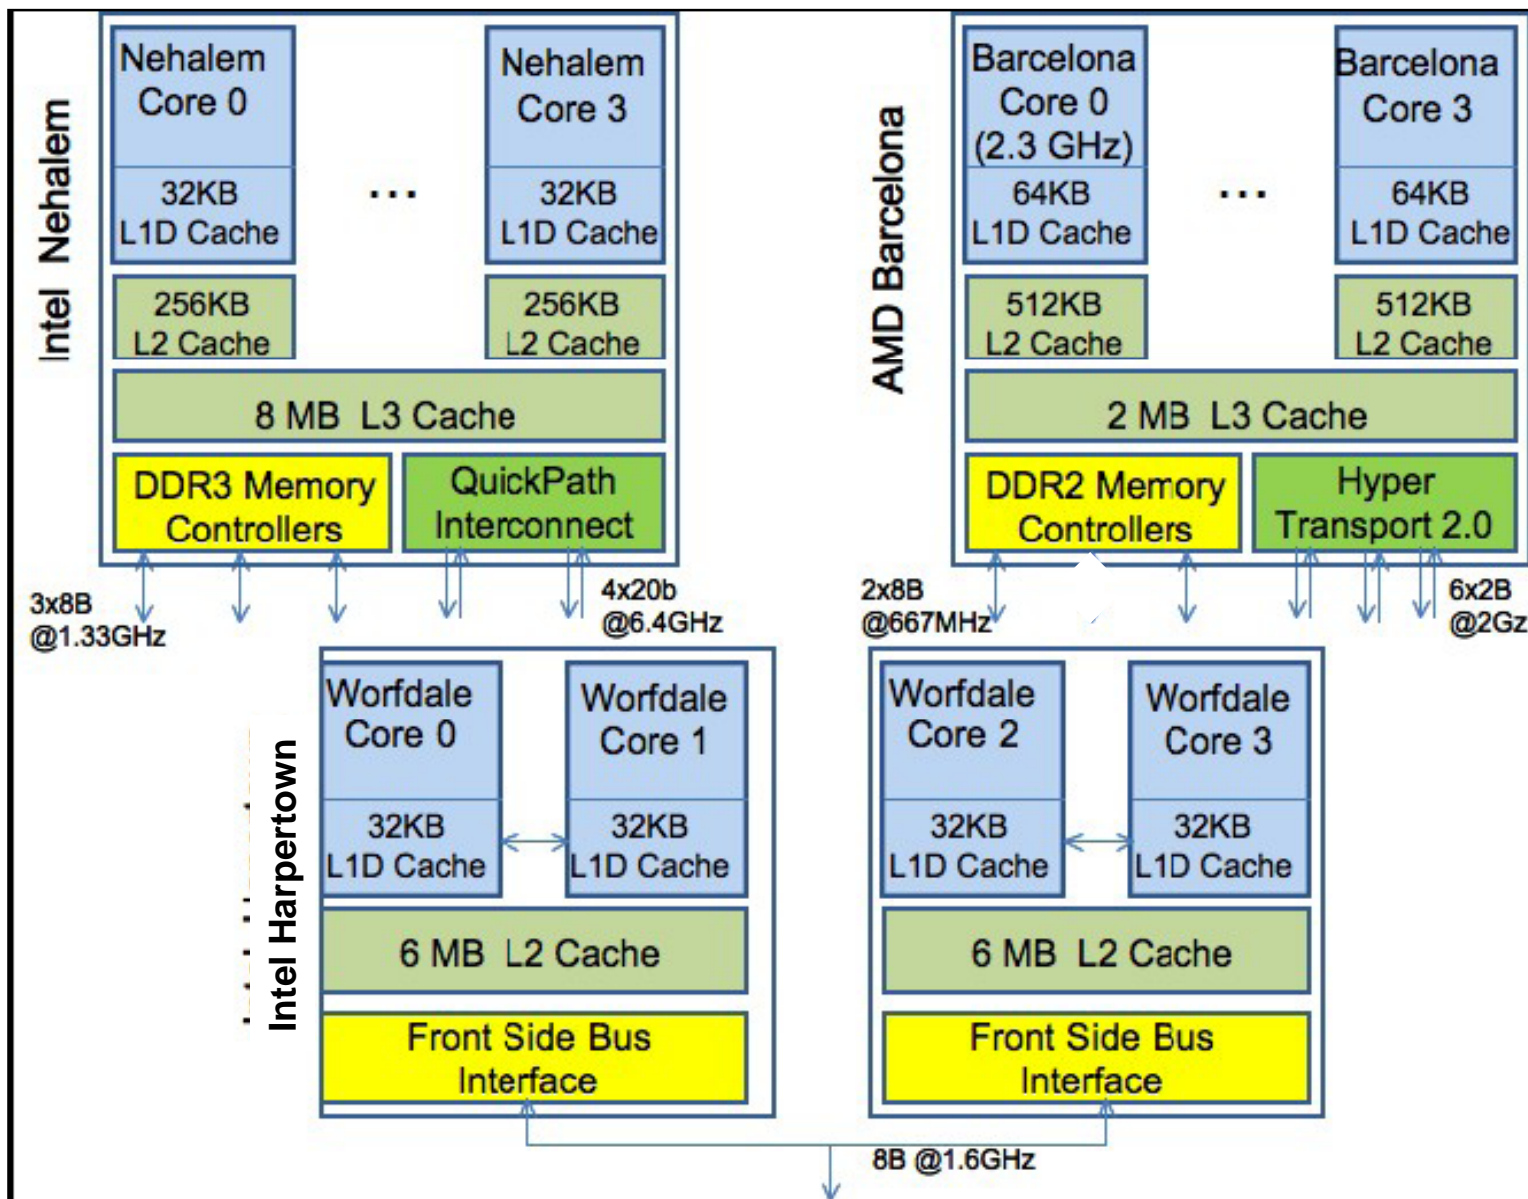 Intel Nehalem
Nehalem
Core 0
32KB
L1D Cache
256KB
L2 Cache
...
Nehalem
Core 3
32KB
L1D Cache
256KB
L2 Cache
8 MB L3 Cache
DDR3 Memory
Controllers
QuickPath
Interconnect
3x8B
@1.33GHz
4x20b
@6.4GHz
AMD Barcelona
Barcelona
Core 0
(2.3 GHz)
64KB
L1D Cache
512KB
L2 Cache
...
Barcelona
Core 3
64KB
L1D Cache
512KB
L2 Cache
2 MB L3 Cache
DDR2 Memory
Controllers
Hyper
Transport 2.0
2x8B
@667MHz
6x2B
@2Gz
Intel Harpertown
Worfdale
Core 0
32KB
L1D Cache
Worfdale
Core 1
32KB
L1D Cache
6 MB L2 Cache
Front Side Bus
Interface
Worfdale
Core 2
32KB
L1D Cache
Worfdale
Core 3
32KB
L1D Cache
6 MB L2 Cache
Front Side Bus
Interface
8B @1.6GHz